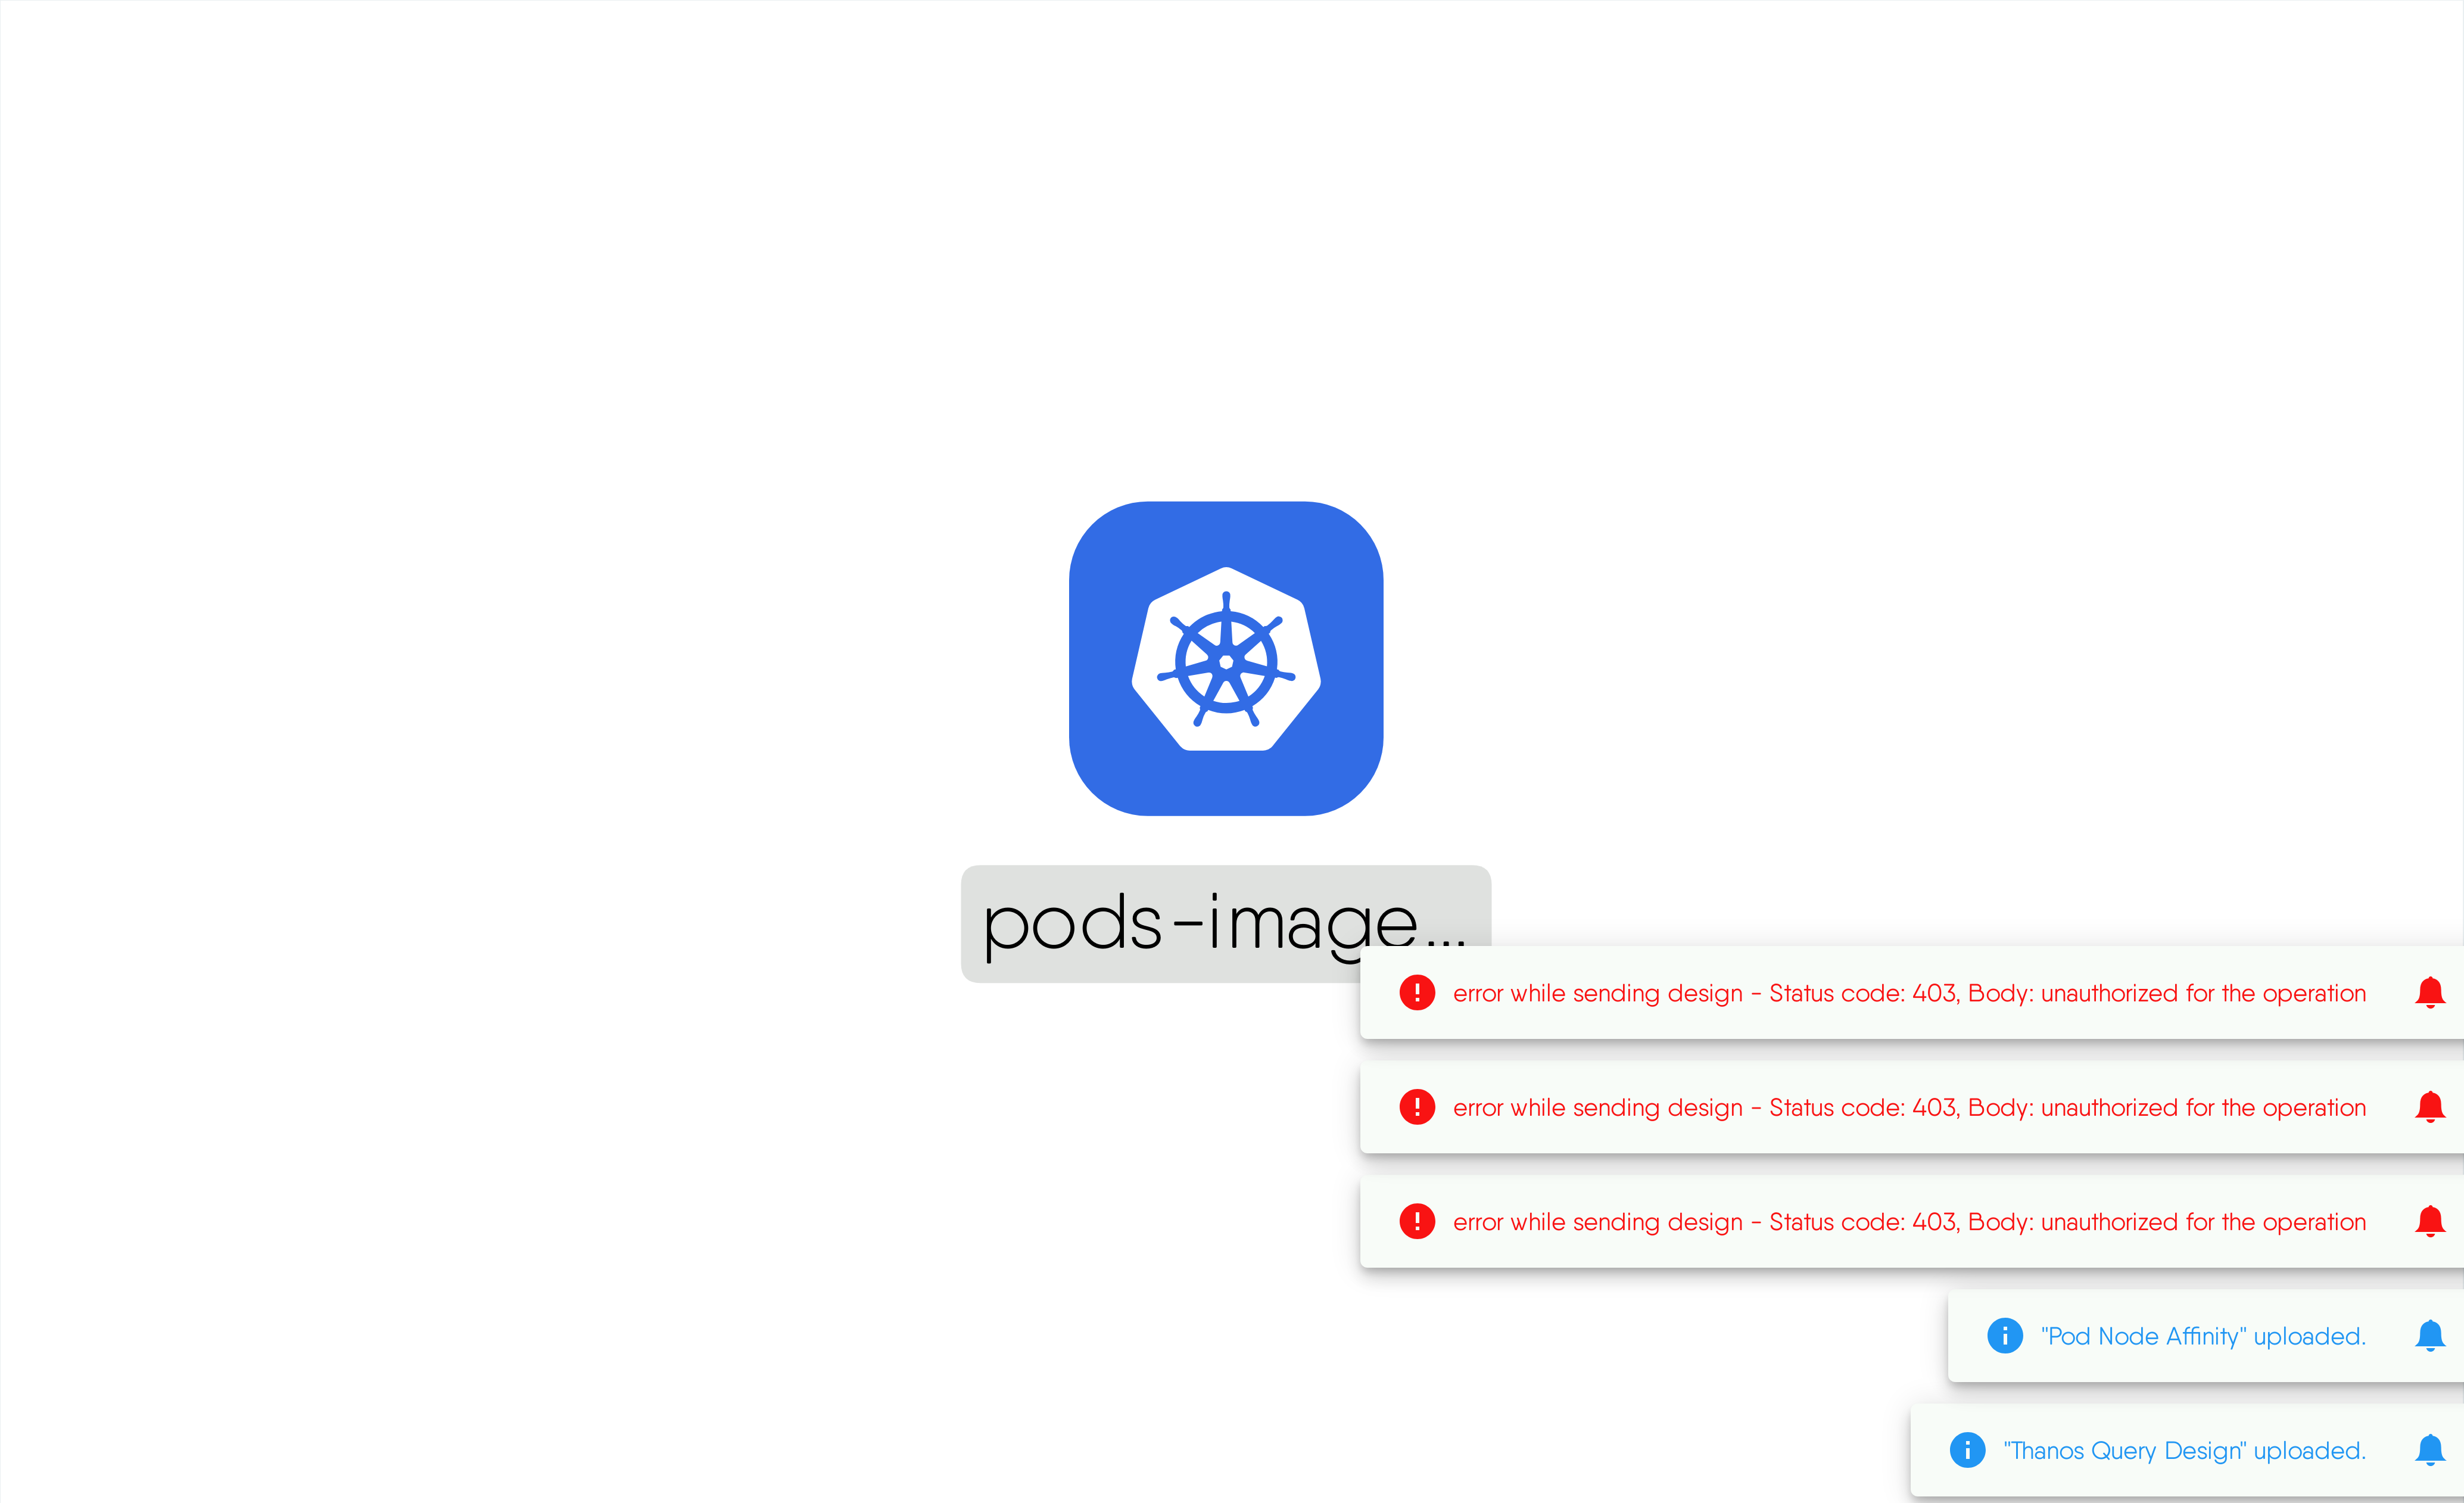 pods-image...
error while sending design - Status code: 403, Body: unauthorized for the operation
error while sending design - Status code: 403, Body: unauthorized for the operation
error while sending design - Status code: 403, Body: unauthorized for the operation
"Pod Node Affinity" uploaded.
"Thanos Query Design" uploaded.